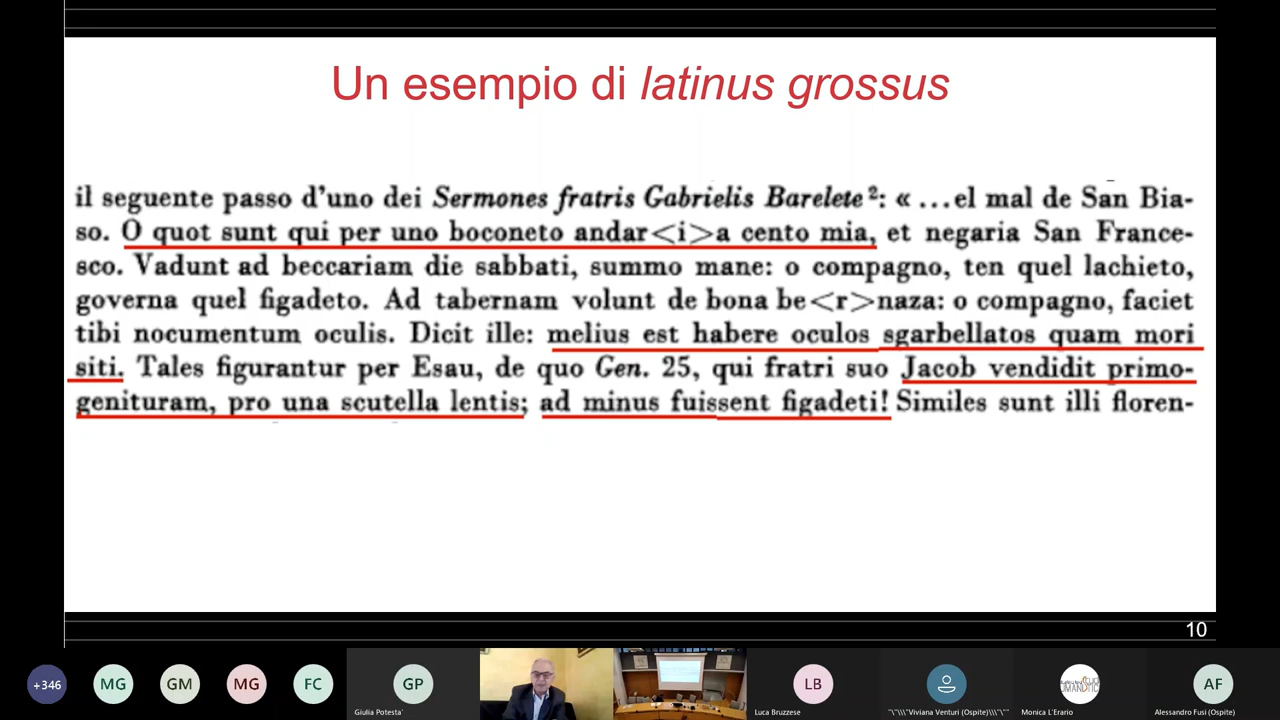 Un esempio di latinus grossus
il seguente passo d'uno dei Sermones fratris Gabrielis Barelete²: « ...el mal de San Bia-
so. O quot sunt qui per uno boconeto andar<i>a cento mia, et negaria San France-
sco. Vadunt ad beccariam die sabbati, summo mane: o compagno, ten quel lachieto,
governa quel figadeto. Ad tabernam volunt de bona be<r>naza: o compagno, faciet
tibi nocumentum oculis. Dicit ille: melius est habere oculos sgarbellatos quam mori
siti. Tales figurantur per Esau, de quo Gen. 25, qui fratri suo Jacob vendidit primo-
genituram, pro una scutella lentis; ad minus fuissent figadeti! Similes sunt illi floren-
10
+346
MG
GM
MG
FC
GP
Giulia Potesta'
LB
Luca Bruzzese
"\"\\\"Viviana Venturi (Ospite)\\\"\""
Monica L'Erario
AF
Alessandro Fusi (Ospite)